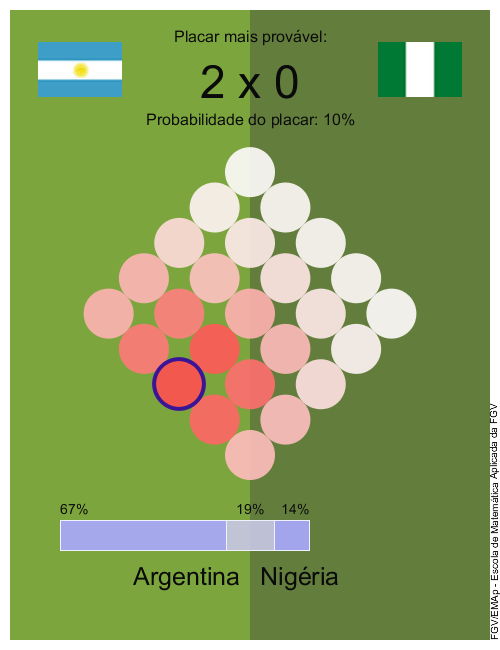 Placar mais provável:
2 x 0
Probabilidade do placar: 10%
67%
19%
14%
Argentina
Nigéria
FGV/EMAp - Escola de Matemática Aplicada da FGV